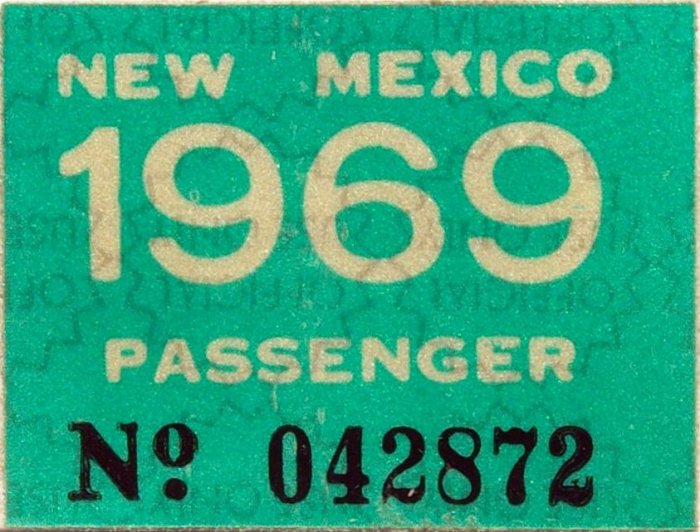 NEW MEXICO
1969
PASSENGER
Nº 042872